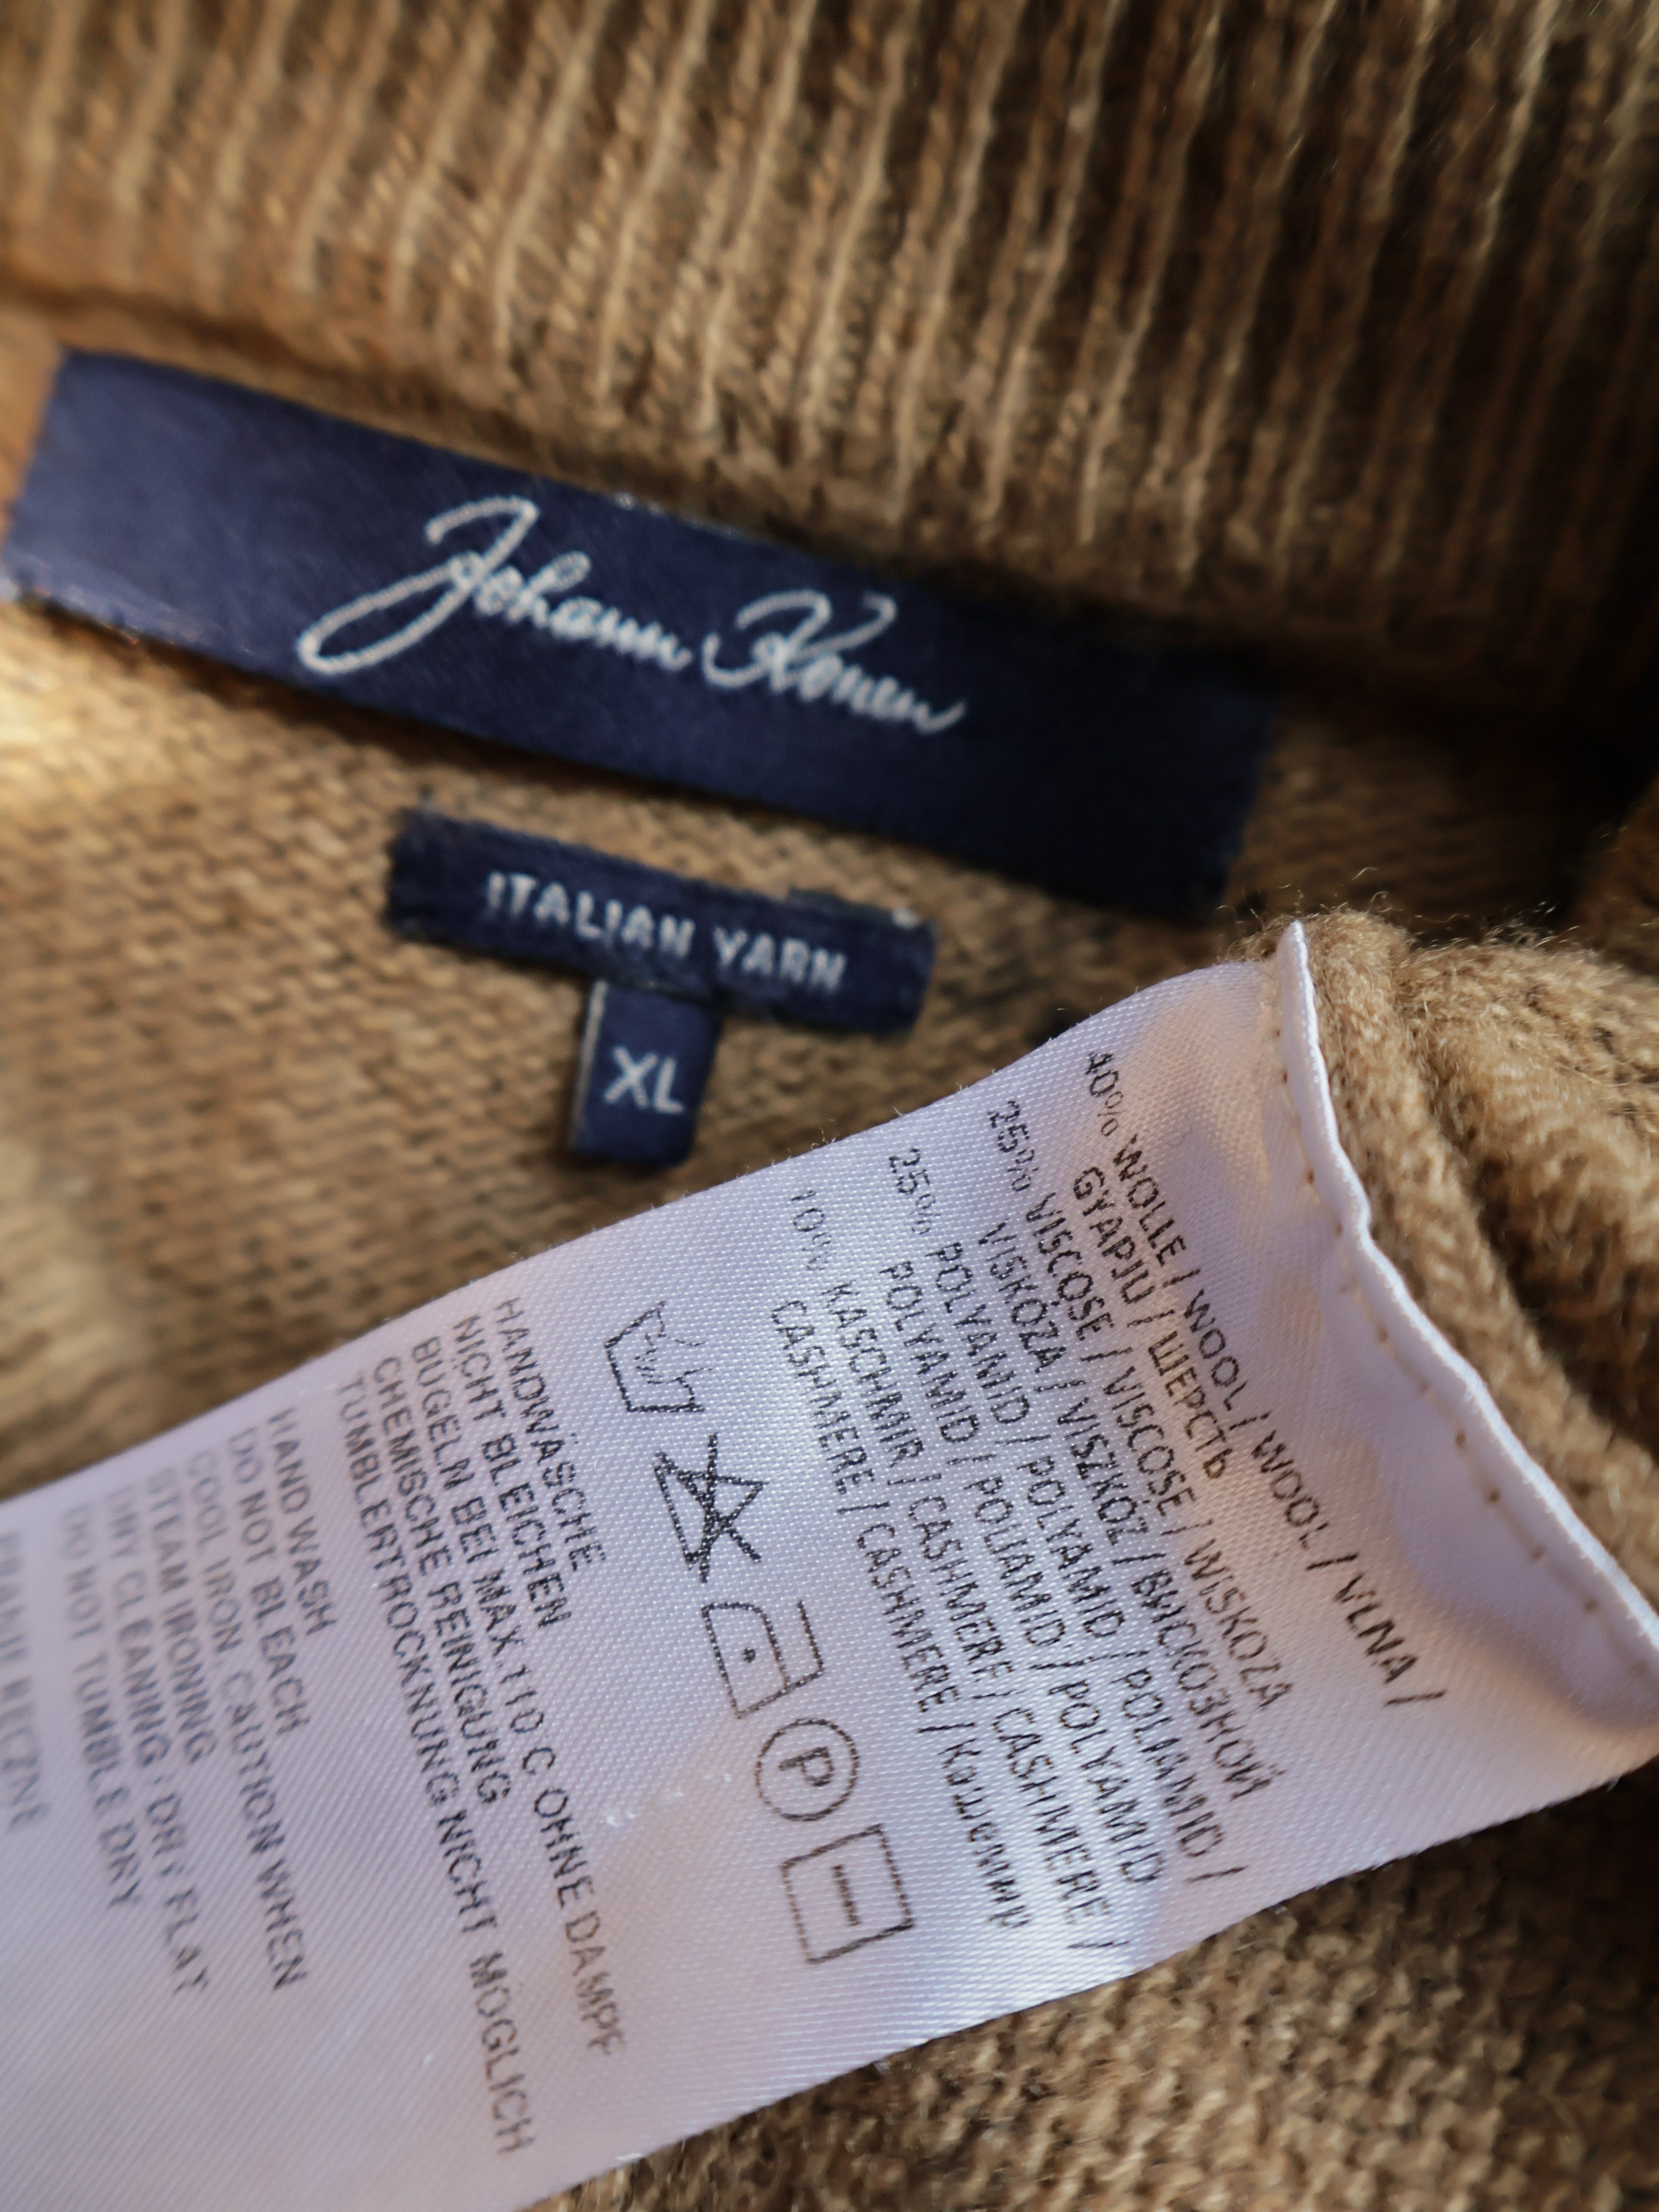 Johann Konen
ITALIAN YARN
XL
40% WOLLE / WOOL / WOOL / VLNA /
GYAPJU / ШЕРСТЬ
25% VISCOSE / VISCOSE / WISKOZA
VISKÓZA / VISZKÓZ / ВИСКОЗНОЙ
25% POLYAMID / POLYAMID / POLIAMID /
POLYAMID / POLIAMID / POLYAMID
10% KASCHMIR / CASHMERE / CASHMERE /
CASHMERE / CASHMERE / Кашемир
P
HANDWÄSCHE
NICHT BLEICHEN
BÜGELN BEI MAX.110 C OHNE DAMPF
CHEMISCHE REINIGUNG
TUMBLERTROCKNUNG NICHT MÖGLICH
HAND WASH
DO NOT BLEACH
COOL IRON, CAUTION WHEN
STEAM IRONING
DRY CLEANING, DRY FLAT
DO NOT TUMBLE DRY